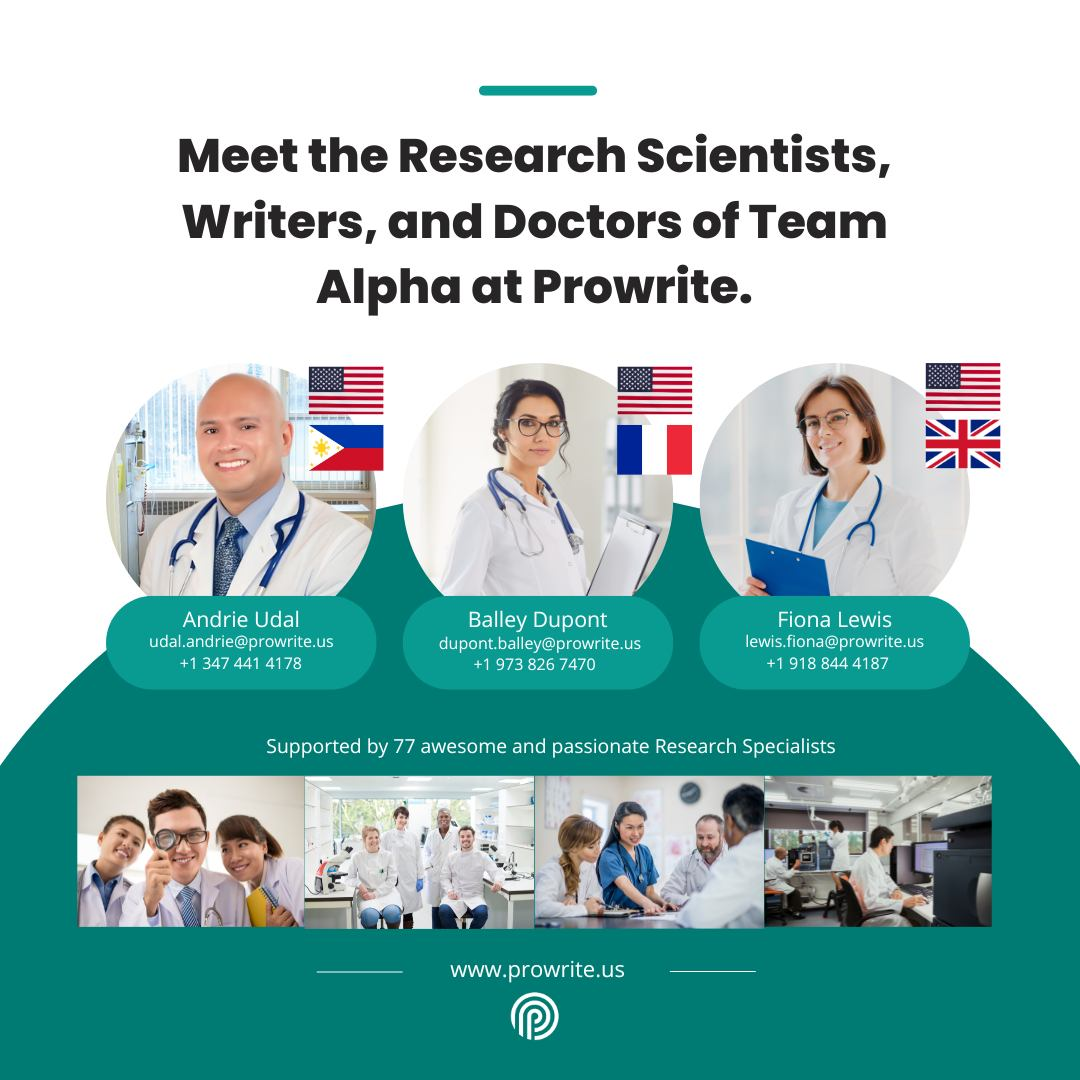 Meet the Research Scientists,
Writers, and Doctors of Team
Alpha at Prowrite.
Andrie Udal
udal.andrie@prowrite.us
+1 347 441 4178
Balley Dupont
dupont.balley@prowrite.us
+1 973 826 7470
Fiona Lewis
lewis.fiona@prowrite.us
+1 918 844 4187
Supported by 77 awesome and passionate Research Specialists
www.prowrite.us